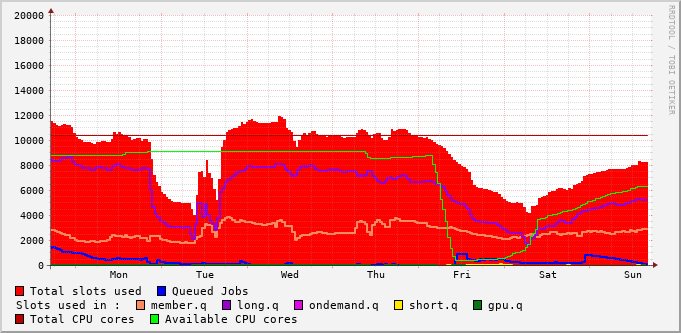 20000
18000
16000
14000
12000
10000
8000
6000
4000
2000
0
Mon Tue Wed Thu Fri Sat Sun
Total slots used Queued Jobs
Slots used in : member.q long.q ondemand.q short.q gpu.q
Total CPU cores Available CPU cores
RRDTOOL / TOBI OETIKER